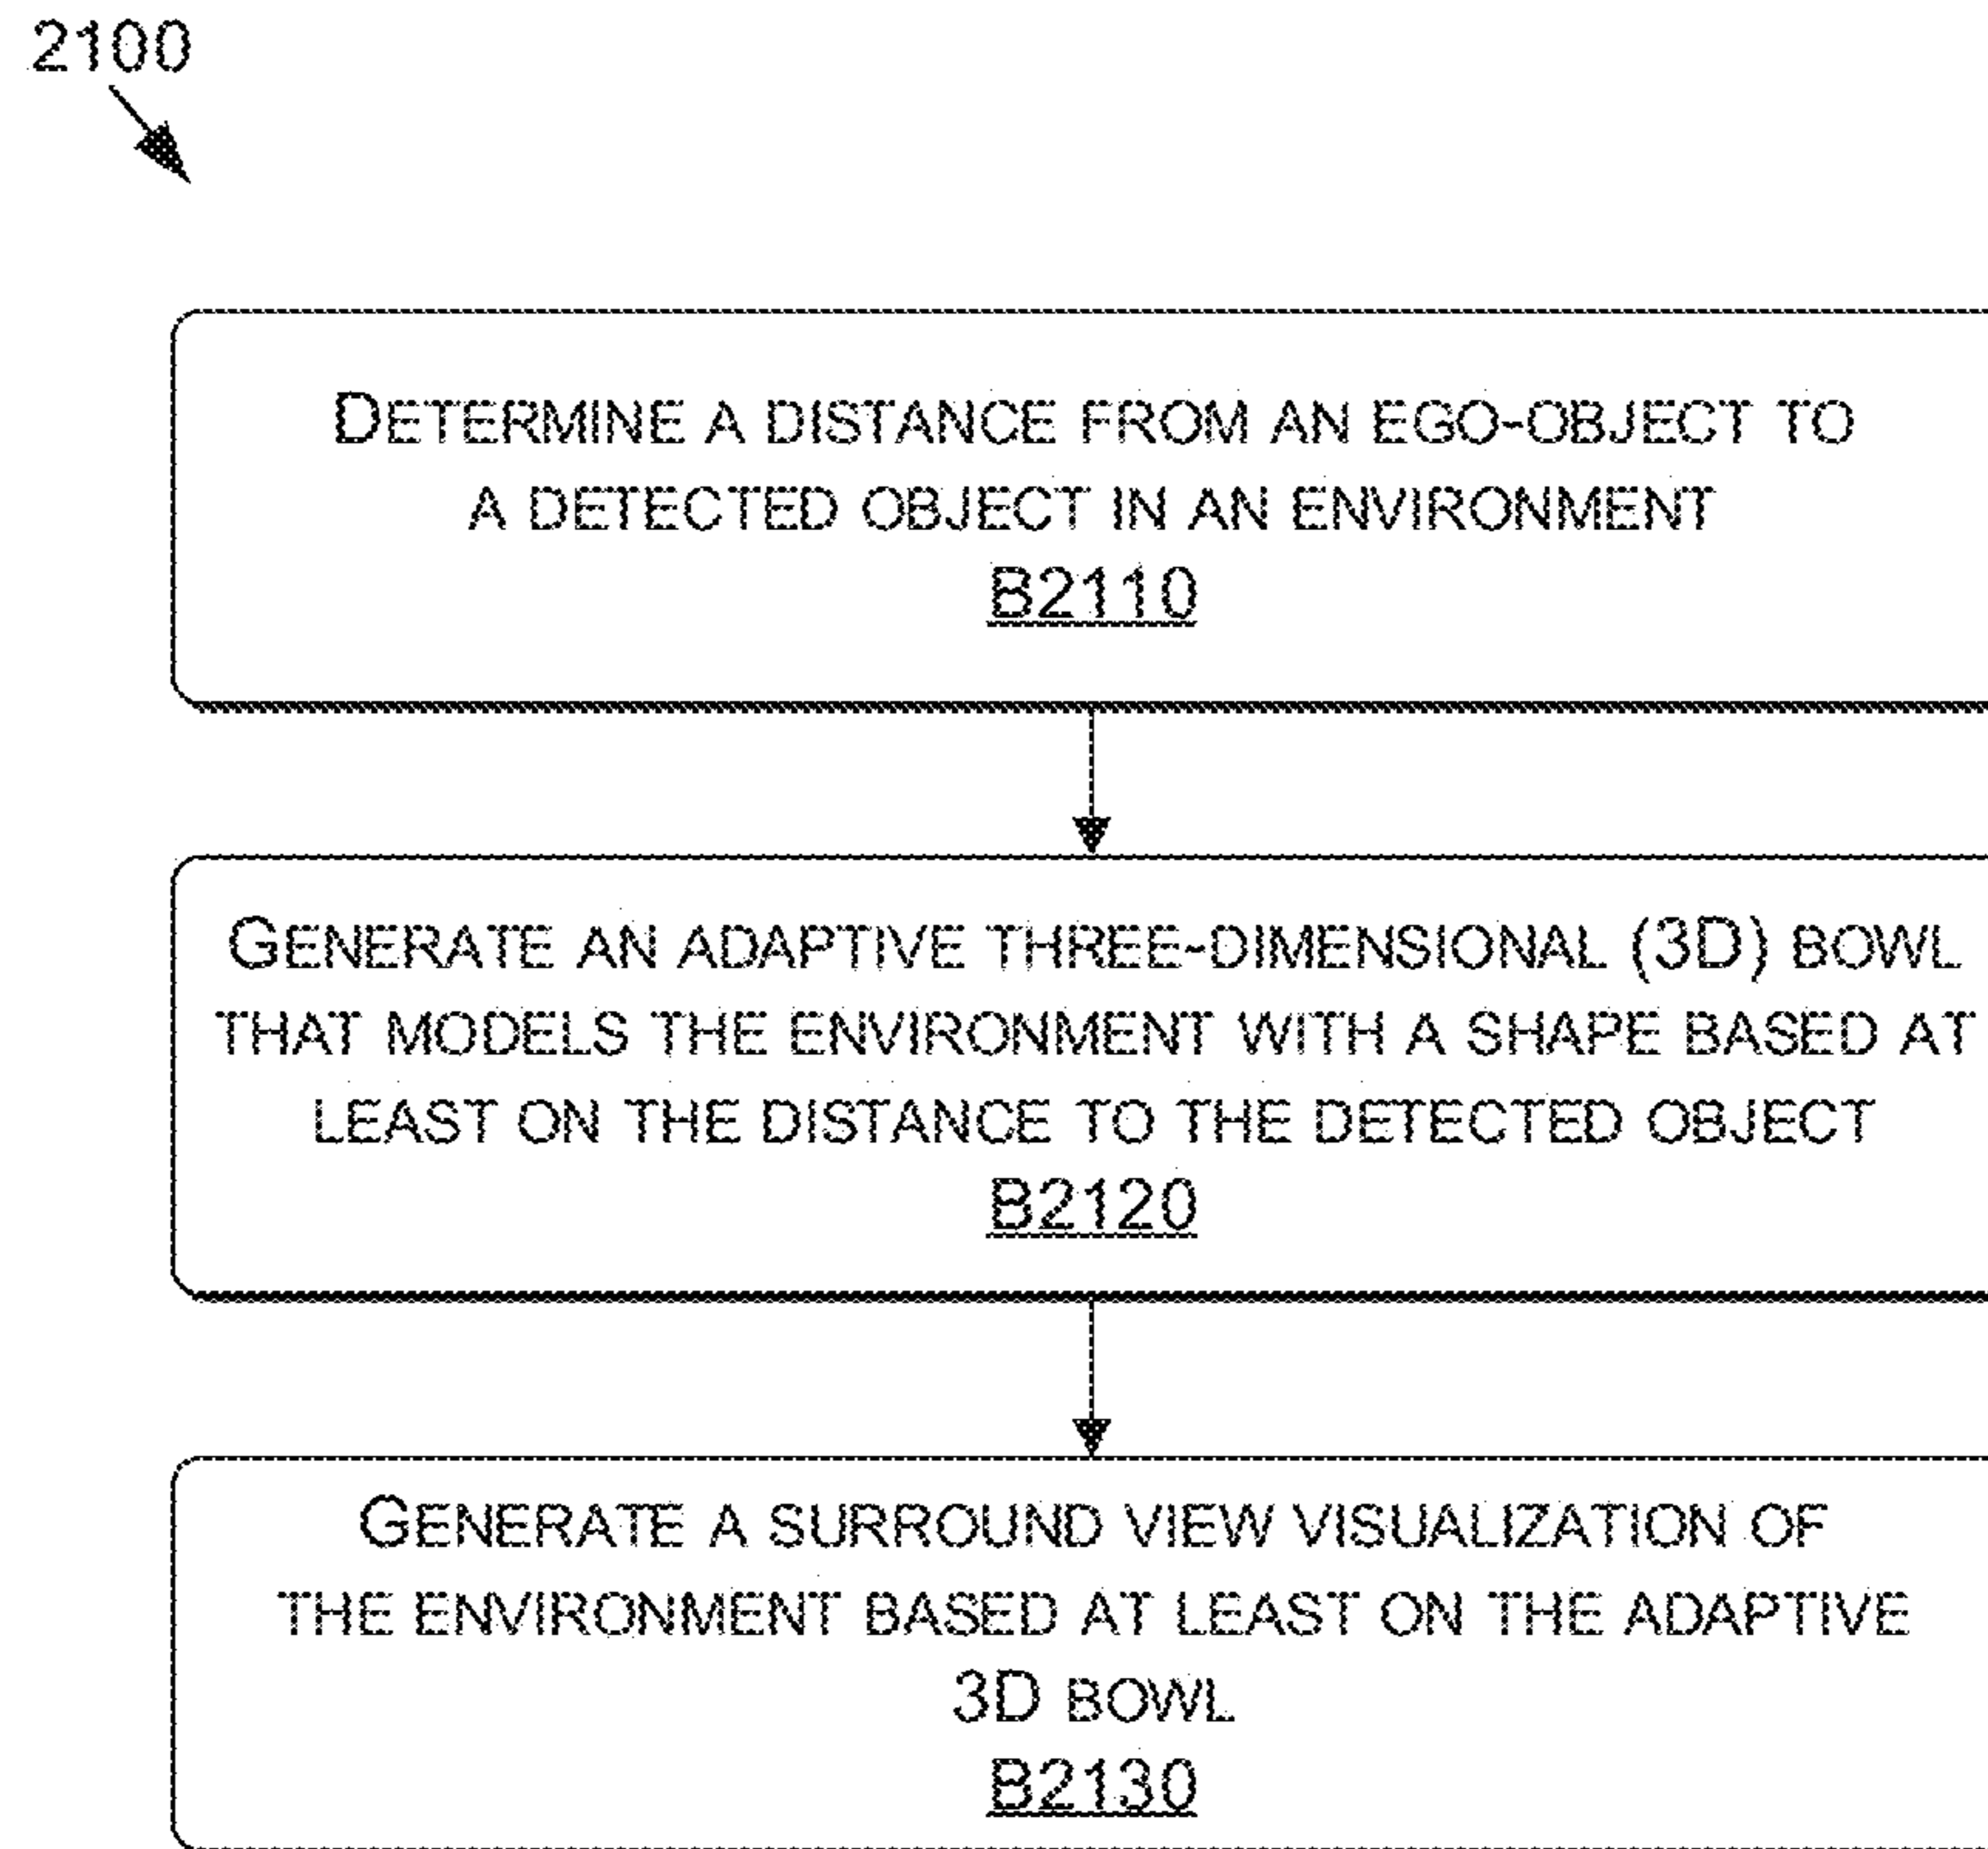 2100
DETERMINE A DISTANCE FROM AN EGO-OBJECT TO
A DETECTED OBJECT IN AN ENVIRONMENT
B2110
GENERATE AN ADAPTIVE THREE-DIMENSIONAL (3D) BOWL
THAT MODELS THE ENVIRONMENT WITH A SHAPE BASED AT
LEAST ON THE DISTANCE TO THE DETECTED OBJECT
B2120
GENERATE A SURROUND VIEW VISUALIZATION OF
THE ENVIRONMENT BASED AT LEAST ON THE ADAPTIVE
3D BOWL
B2130